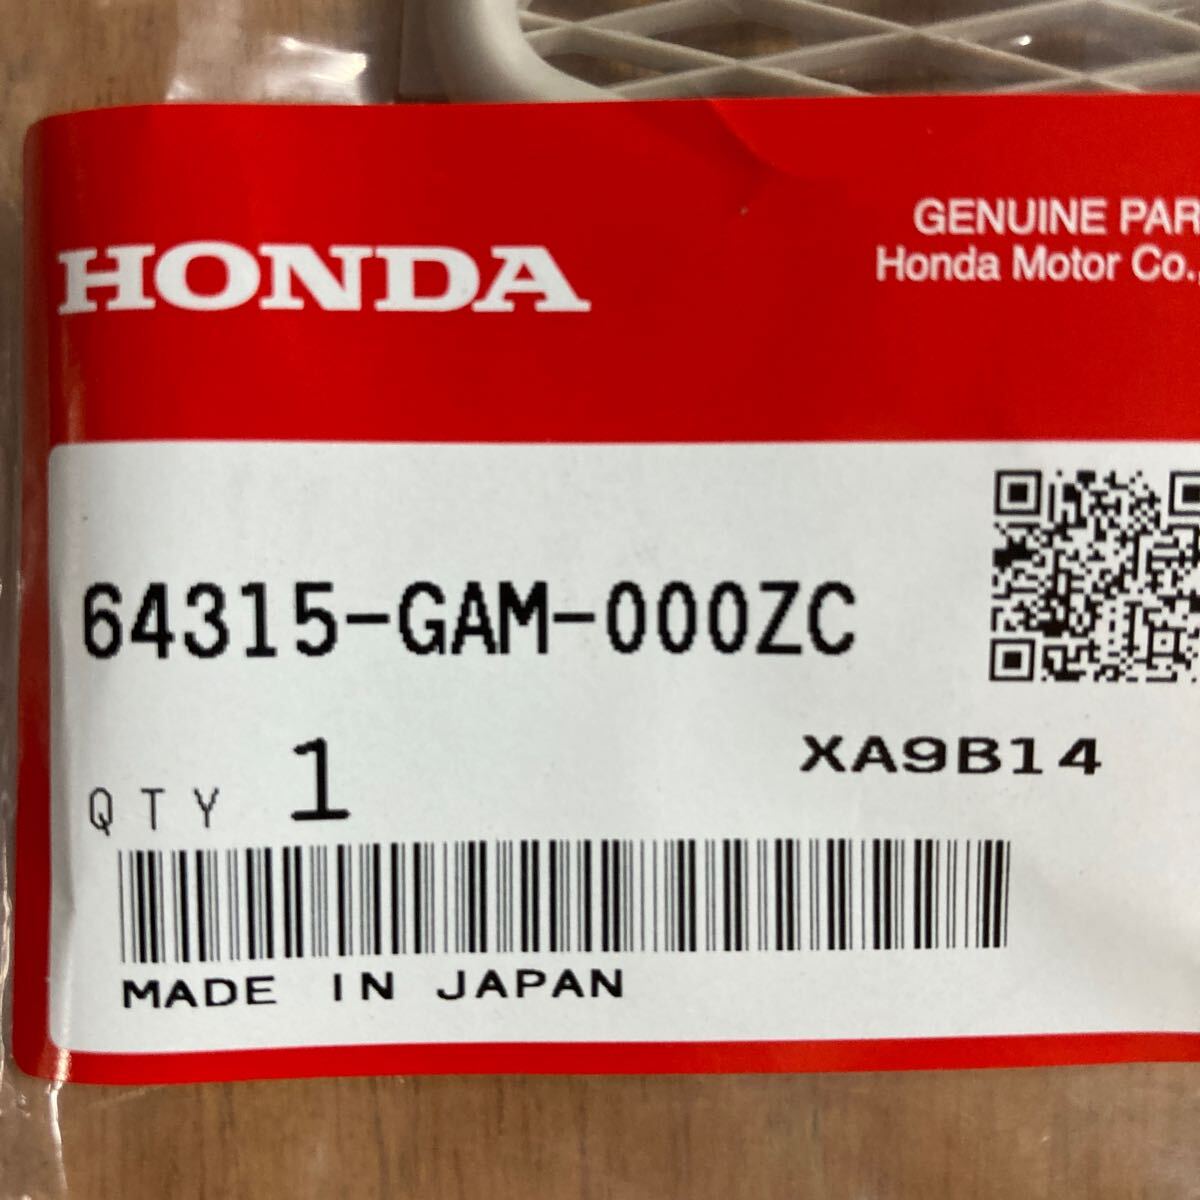 HONDA
GENUINE PAR
Honda Motor Co.,
64315-GAM-000ZC
QTY 1
XA9B14
MADE IN JAPAN